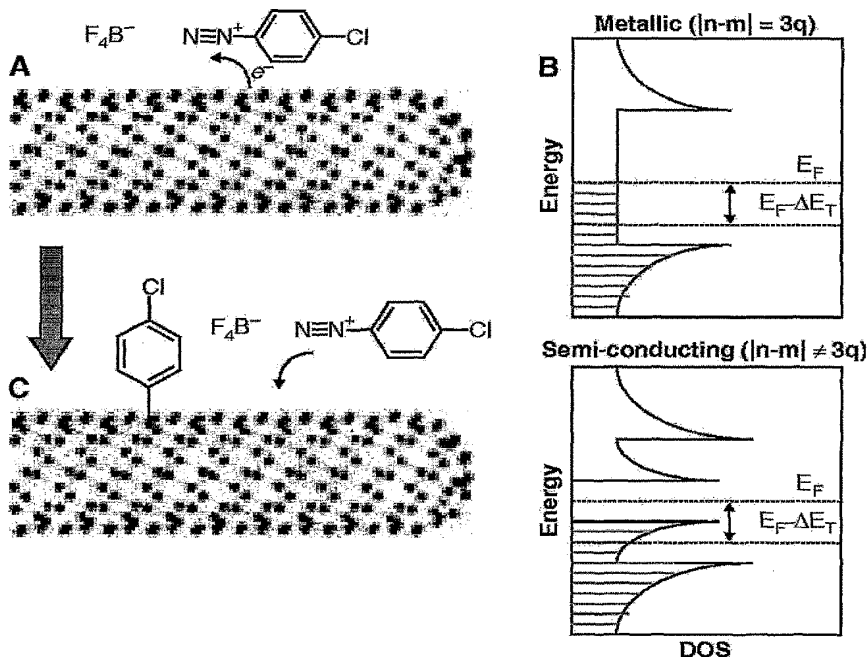 A
F₄B⁻
N≡N⁺
Cl
e⁻
C
Cl
F₄B⁻
N≡N⁺
Cl
B
Metallic (|n-m| = 3q)
Energy
E_F
E_F-ΔE_T
Semi-conducting (|n-m| ≠ 3q)
Energy
E_F
E_F-ΔE_T
DOS